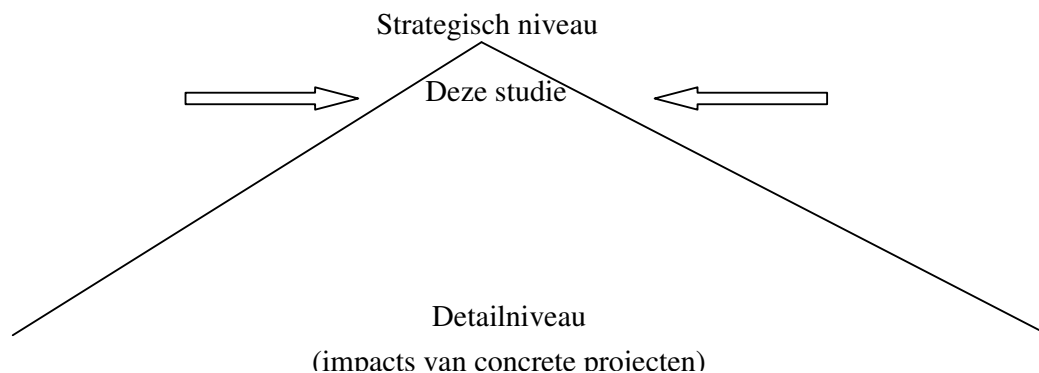 Strategisch niveau
Deze studie
Detailniveau
(impacts van concrete projecten)